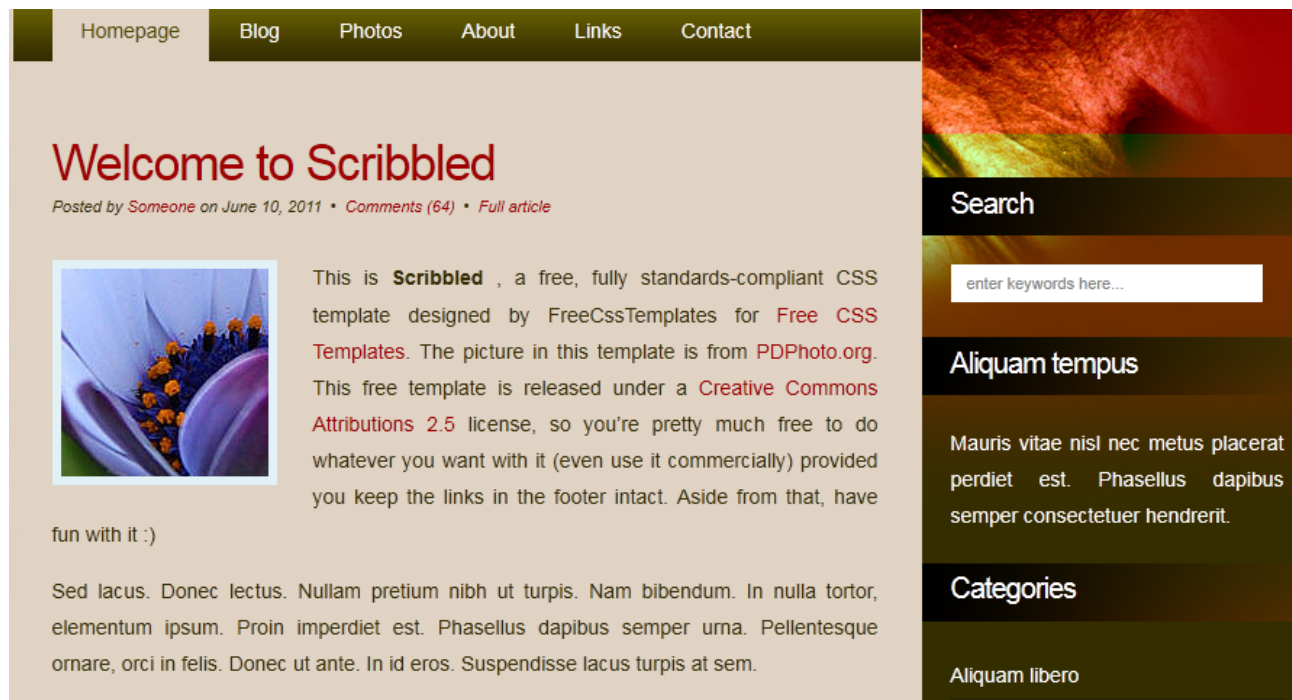 Homepage Blog Photos About Links Contact
Welcome to Scribbled
Posted by Someone on June 10, 2011 • Comments (64) • Full article
This is Scribbled , a free, fully standards-compliant CSS
template designed by FreeCssTemplates for Free CSS
Templates. The picture in this template is from PDPhoto.org.
This free template is released under a Creative Commons
Attributions 2.5 license, so you’re pretty much free to do
whatever you want with it (even use it commercially) provided
you keep the links in the footer intact. Aside from that, have
fun with it :)
Sed lacus. Donec lectus. Nullam pretium nibh ut turpis. Nam bibendum. In nulla tortor,
elementum ipsum. Proin imperdiet est. Phasellus dapibus semper urna. Pellentesque
ornare, orci in felis. Donec ut ante. In id eros. Suspendisse lacus turpis at sem.
Search
enter keywords here...
Aliquam tempus
Mauris vitae nisl nec metus placerat
perdiet est. Phasellus dapibus
semper consectetuer hendrerit.
Categories
Aliquam libero